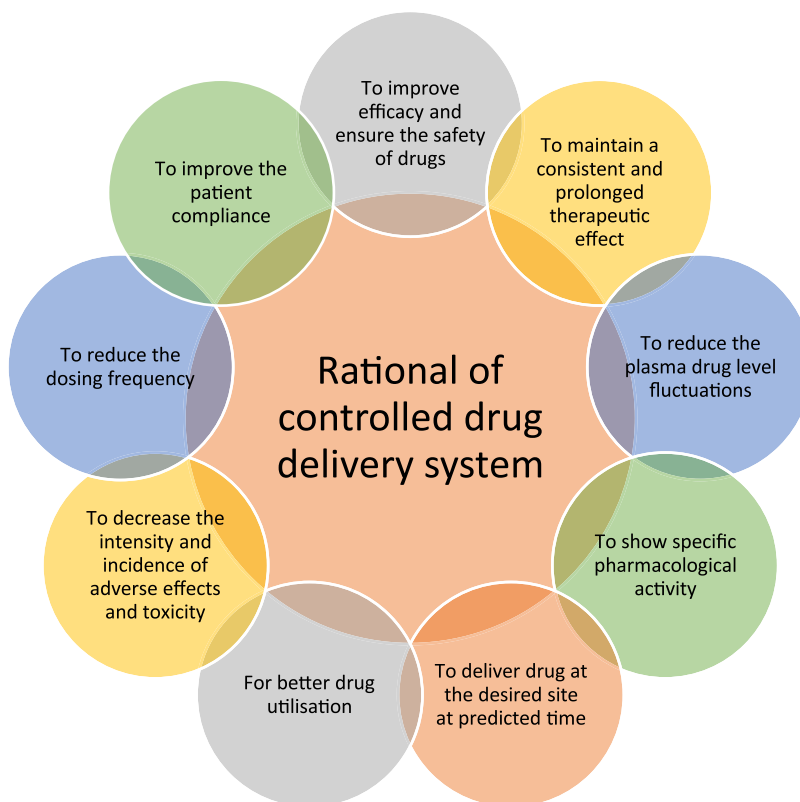 To improve
efficacy and
ensure the safety
of drugs
To maintain a
consistent and
prolonged
therapeutic
effect
To reduce the
plasma drug level
fluctuations
To show specific
pharmacological
activity
To deliver drug at
the desired site
at predicted time
For better drug
utilisation
To decrease the
intensity and
incidence of
adverse effects
and toxicity
To reduce the
dosing frequency
To improve the
patient
compliance
Rational of
controlled drug
delivery system